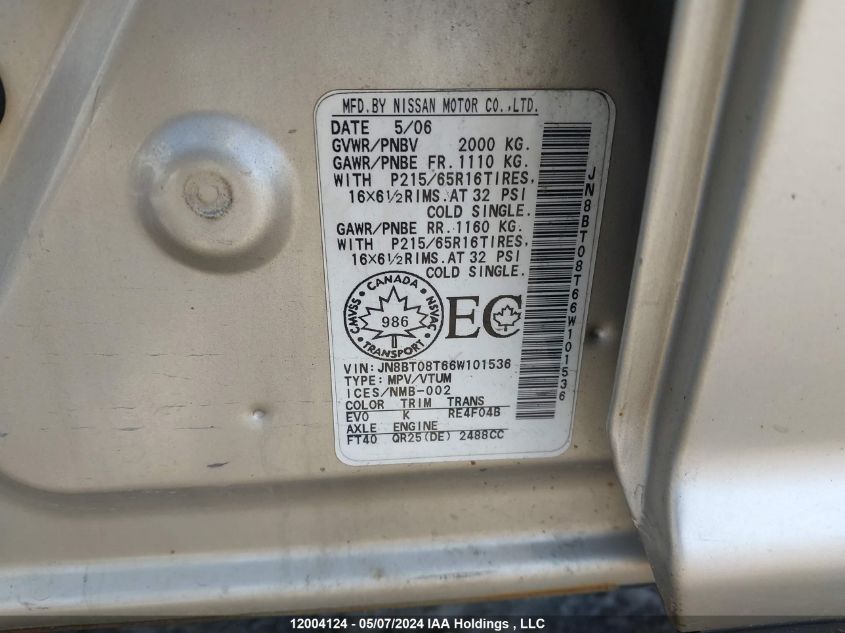 MFD.BY NISSAN MOTOR CO.,LTD.
DATE 5/06
GVWR/PNBV 2000 KG.
GAWR/PNBE FR. 1110 KG.
WITH P215/65R16TIRES,
16×6½RIMS.AT 32 PSI
COLD SINGLE.
GAWR/PNBE RR. 1160 KG.
WITH P215/65R16TIRES,
16×6½RIMS.AT 32 PSI
COLD SINGLE.
CMVSS • CANADA • NSVAC • TRANSPORT •
986
EC
VIN: JN8BT08T66W101536
TYPE: MPV/VTUM
ICES/NMB-002
COLOR TRIM TRANS
EV0 K RE4F04B
AXLE ENGINE
FT40 QR25(DE) 2488CC
JN8BT08T66W101536
12004124 - 05/07/2024 IAA Holdings , LLC